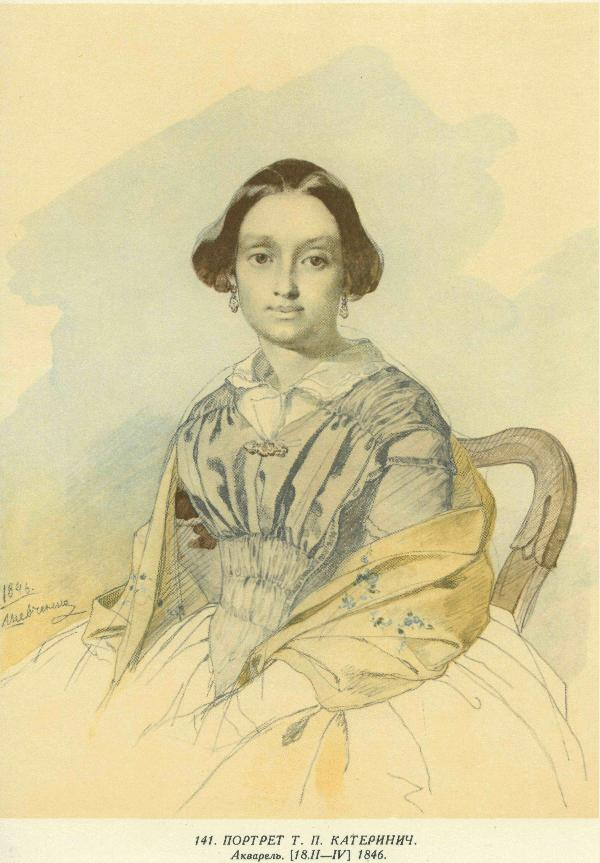 1846.
Шевченко
141. ПОРТРЕТ Т. П. КАТЕРИНИЧ.
Акварель. [18.II—IV] 1846.